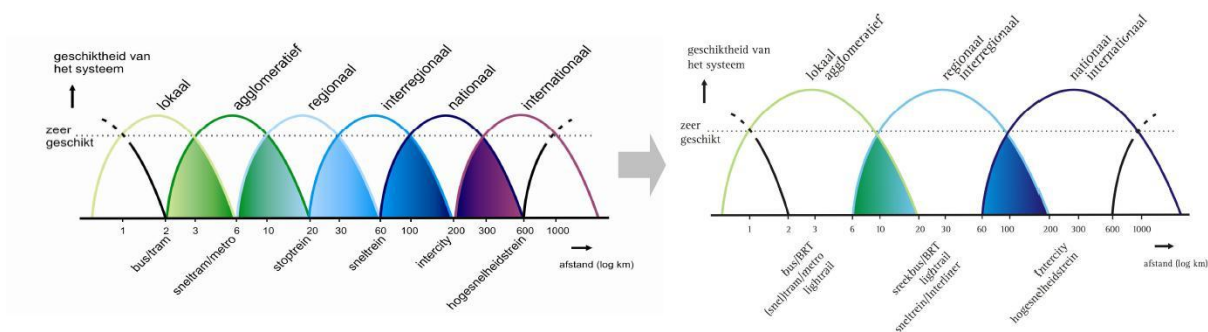 geschiktheid van
het systeem
lokaal
agglomeratief
regionaal
interregionaal
nationaal
internationaal
zeer
geschikt
1 2 3 6 10 20 30 60 100 200 300 600 1000
bus/tram
sneltram/metro
stoptrein
sneltrein
intercity
hogesnelheidstrein
afstand (log km)
geschiktheid van
het systeem
lokaal
agglomeratief
regionaal
interregionaal
nationaal
internationaal
zeer
geschikt
1 2 3 6 10 20 30 60 100 200 300 600 1000
bus/BRT
(snel)tram/metro
lightrail
sreekbus/BRT
lightrail
sneltrein/Interliner
Intercity
hogesnelheidstrein
afstand (log km)